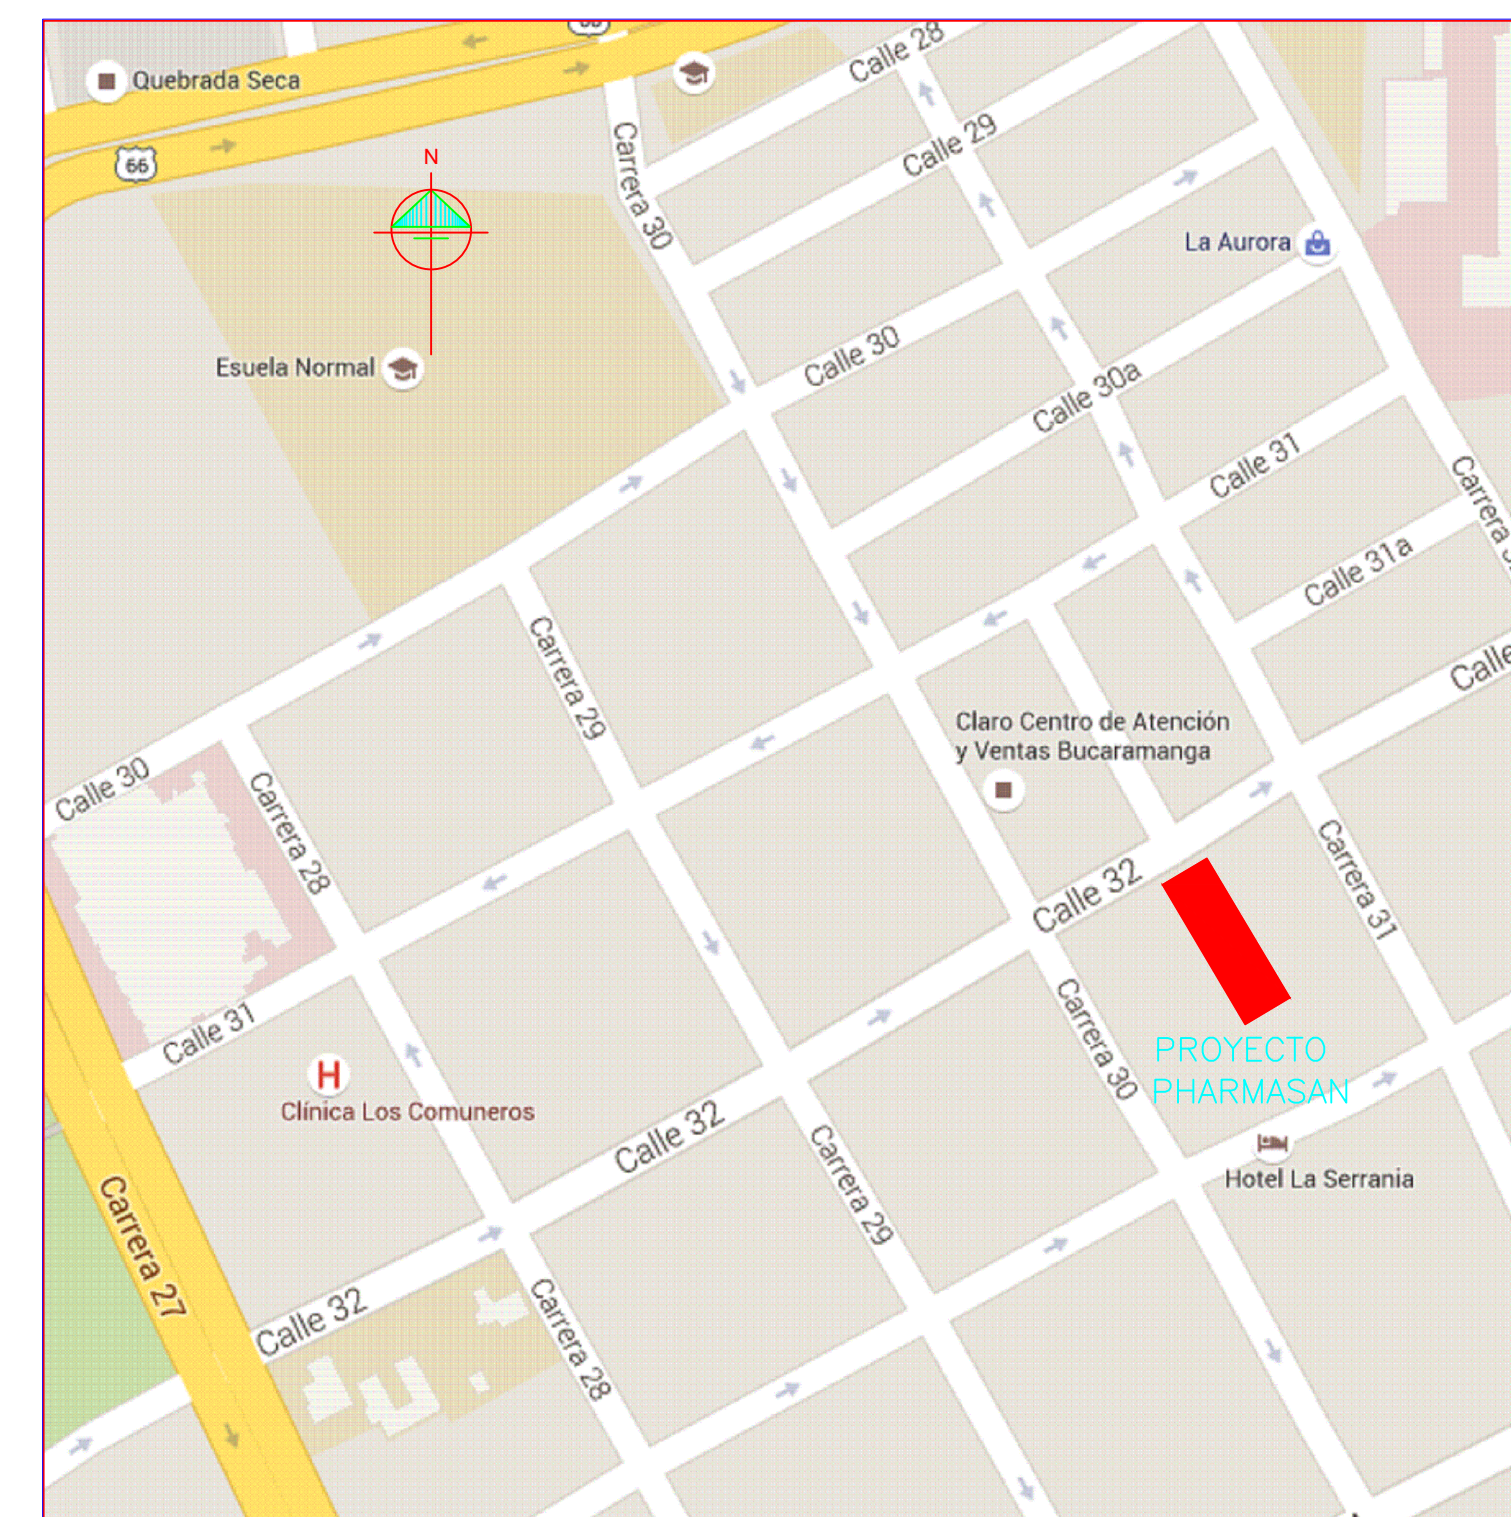 Calle 28
Quebrada Seca
66
N
Calle 29
Carrera 30
La Aurora
Esuela Normal
Calle 30
Calle 30a
Calle 31
Carrera
Calle 31a
Carrera 29
Calle
Claro Centro de Atención
y Ventas Bucaramanga
Calle 30
Carrera 28
Carrera 31
Calle 32
Calle 31
Carrera 30
PROYECTO
PHARMASAN
Clínica Los Comuneros
H
Calle 32
Carrera 29
Hotel La Serrania
Carrera 27
Calle 32
Carrera 28